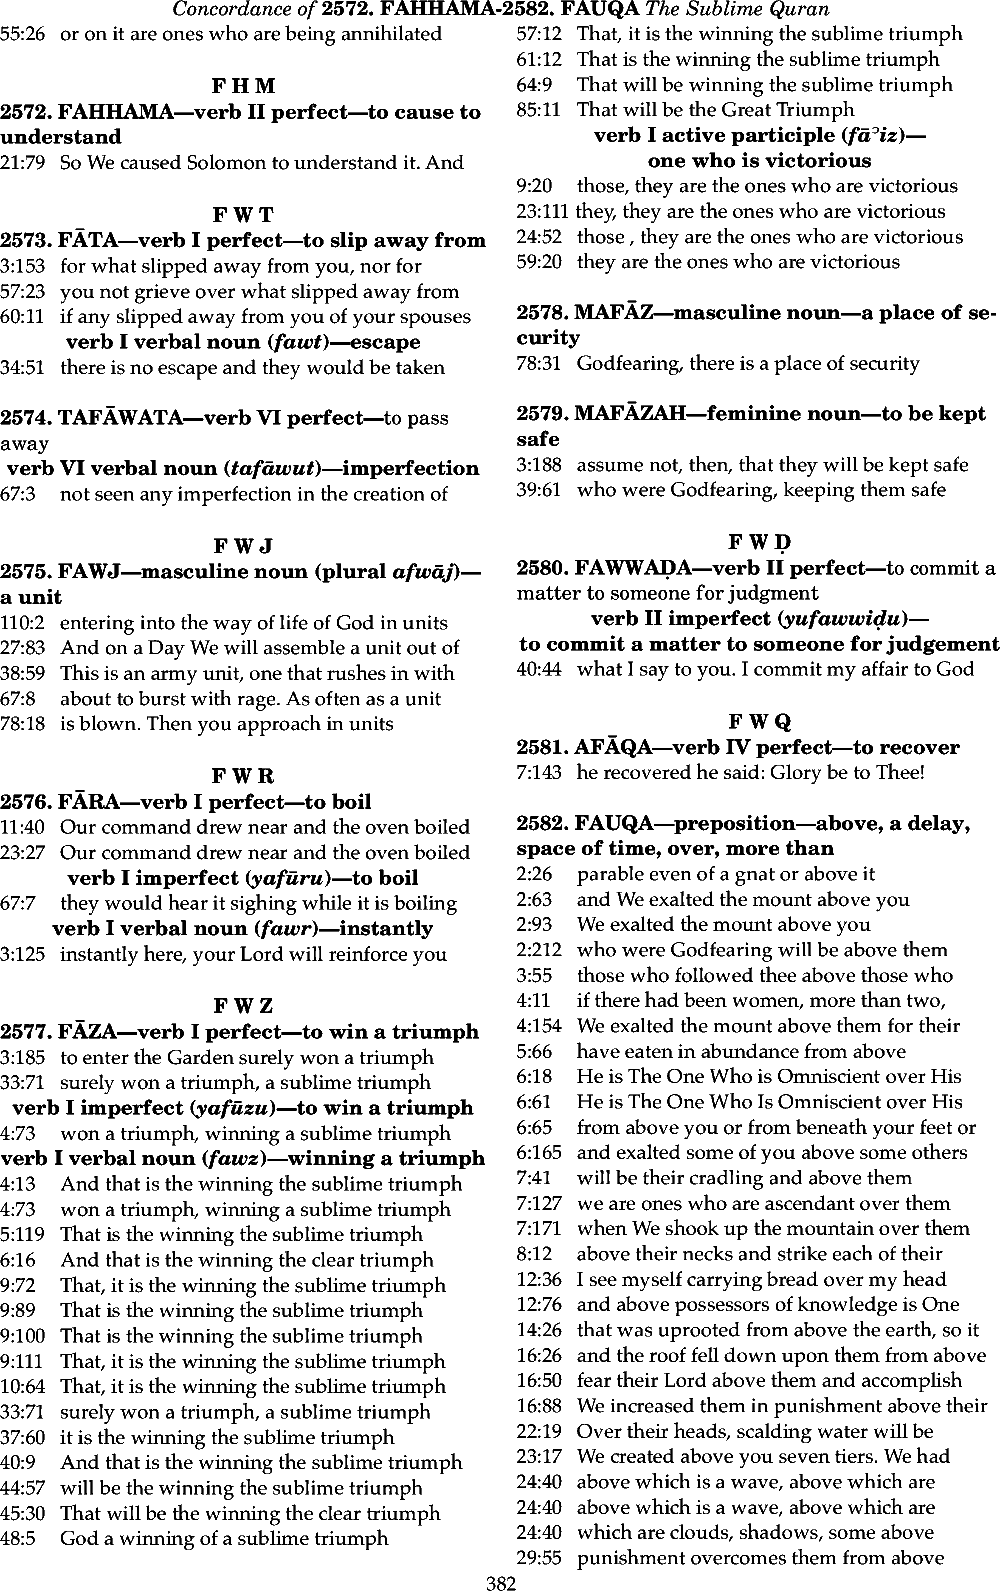 Concordance of 2572. FAHHAMA-2582. FAUQA The Sublime Quran
55:26 or on it are ones who are being annihilated
F H M
2572. FAHHAMA—verb II perfect—to cause to
understand
21:79 So We caused Solomon to understand it. And
F W T
2573. FĀTA—verb I perfect—to slip away from
3:153 for what slipped away from you, nor for
57:23 you not grieve over what slipped away from
60:11 if any slipped away from you of your spouses
verb I verbal noun (fawt)—escape
34:51 there is no escape and they would be taken
2574. TAFĀWATA—verb VI perfect—to pass
away
verb VI verbal noun (tafāwut)—imperfection
67:3 not seen any imperfection in the creation of
F W J
2575. FAWJ—masculine noun (plural afwāj)—
a unit
110:2 entering into the way of life of God in units
27:83 And on a Day We will assemble a unit out of
38:59 This is an army unit, one that rushes in with
67:8 about to burst with rage. As often as a unit
78:18 is blown. Then you approach in units
F W R
2576. FĀRA—verb I perfect—to boil
11:40 Our command drew near and the oven boiled
23:27 Our command drew near and the oven boiled
verb I imperfect (yafūru)—to boil
67:7 they would hear it sighing while it is boiling
verb I verbal noun (fawr)—instantly
3:125 instantly here, your Lord will reinforce you
F W Z
2577. FĀZA—verb I perfect—to win a triumph
3:185 to enter the Garden surely won a triumph
33:71 surely won a triumph, a sublime triumph
verb I imperfect (yafūzu)—to win a triumph
4:73 won a triumph, winning a sublime triumph
verb I verbal noun (fawz)—winning a triumph
4:13 And that is the winning the sublime triumph
4:73 won a triumph, winning a sublime triumph
5:119 That is the winning the sublime triumph
6:16 And that is the winning the clear triumph
9:72 That, it is the winning the sublime triumph
9:89 That is the winning the sublime triumph
9:100 That is the winning the sublime triumph
9:111 That, it is the winning the sublime triumph
10:64 That, it is the winning the sublime triumph
33:71 surely won a triumph, a sublime triumph
37:60 it is the winning the sublime triumph
40:9 And that is the winning the sublime triumph
44:57 will be the winning the sublime triumph
45:30 That will be the winning the clear triumph
48:5 God a winning of a sublime triumph
57:12 That, it is the winning the sublime triumph
61:12 That is the winning the sublime triumph
64:9 That will be winning the sublime triumph
85:11 That will be the Great Triumph
verb I active participle (fāʾiz)—
one who is victorious
9:20 those, they are the ones who are victorious
23:111 they, they are the ones who are victorious
24:52 those , they are the ones who are victorious
59:20 they are the ones who are victorious
2578. MAFĀZ—masculine noun—a place of se-
curity
78:31 Godfearing, there is a place of security
2579. MAFĀZAH—feminine noun—to be kept
safe
3:188 assume not, then, that they will be kept safe
39:61 who were Godfearing, keeping them safe
F W Ḍ
2580. FAWWAḌA—verb II perfect—to commit a
matter to someone for judgment
verb II imperfect (yufawwiḍu)—
to commit a matter to someone for judgement
40:44 what I say to you. I commit my affair to God
F W Q
2581. AFĀQA—verb IV perfect—to recover
7:143 he recovered he said: Glory be to Thee!
2582. FAUQA—preposition—above, a delay,
space of time, over, more than
2:26 parable even of a gnat or above it
2:63 and We exalted the mount above you
2:93 We exalted the mount above you
2:212 who were Godfearing will be above them
3:55 those who followed thee above those who
4:11 if there had been women, more than two,
4:154 We exalted the mount above them for their
5:66 have eaten in abundance from above
6:18 He is The One Who is Omniscient over His
6:61 He is The One Who Is Omniscient over His
6:65 from above you or from beneath your feet or
6:165 and exalted some of you above some others
7:41 will be their cradling and above them
7:127 we are ones who are ascendant over them
7:171 when We shook up the mountain over them
8:12 above their necks and strike each of their
12:36 I see myself carrying bread over my head
12:76 and above possessors of knowledge is One
14:26 that was uprooted from above the earth, so it
16:26 and the roof fell down upon them from above
16:50 fear their Lord above them and accomplish
16:88 We increased them in punishment above their
22:19 Over their heads, scalding water will be
23:17 We created above you seven tiers. We had
24:40 above which is a wave, above which are
24:40 above which is a wave, above which are
24:40 which are clouds, shadows, some above
29:55 punishment overcomes them from above
382